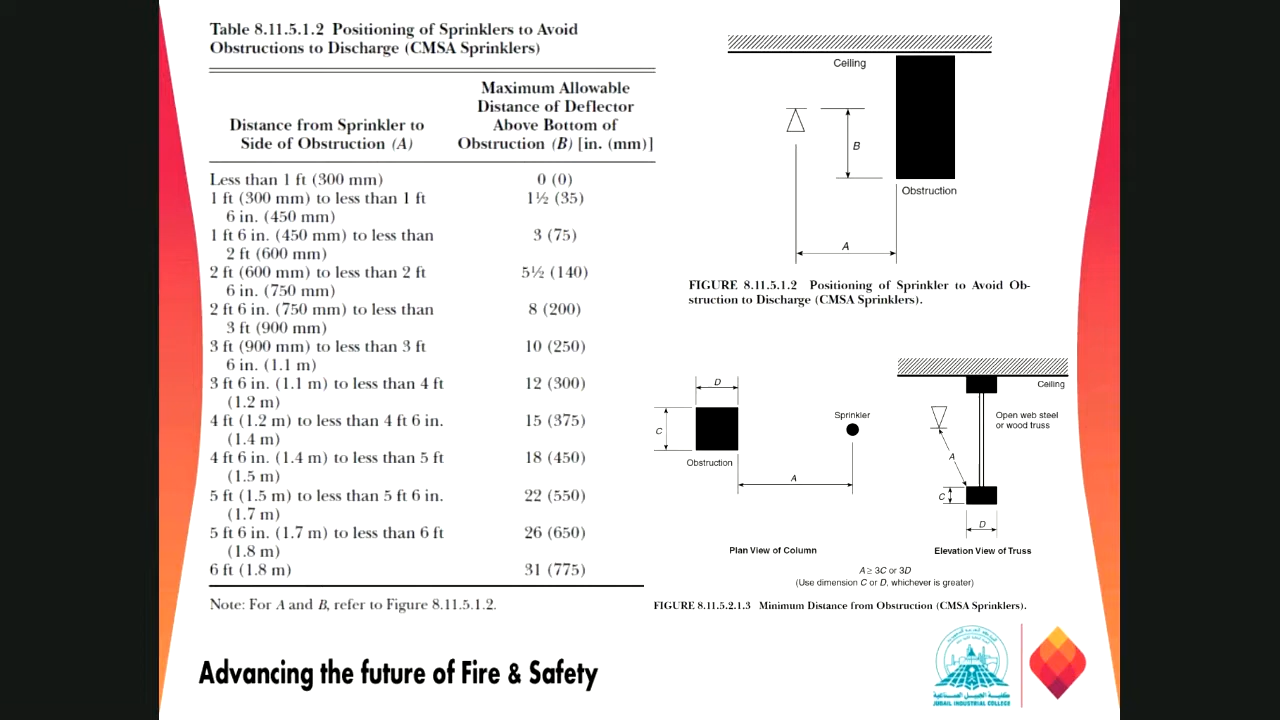 Table 8.11.5.1.2 Positioning of Sprinklers to Avoid
Obstructions to Discharge (CMSA Sprinklers)
Distance from Sprinkler to
Side of Obstruction (A)
Maximum Allowable
Distance of Deflector
Above Bottom of
Obstruction (B) [in. (mm)]
Less than 1 ft (300 mm) 0 (0)
1 ft (300 mm) to less than 1 ft 1½ (35)
6 in. (450 mm)
1 ft 6 in. (450 mm) to less than 3 (75)
2 ft (600 mm)
2 ft (600 mm) to less than 2 ft 5½ (140)
6 in. (750 mm)
2 ft 6 in. (750 mm) to less than 8 (200)
3 ft (900 mm)
3 ft (900 mm) to less than 3 ft 10 (250)
6 in. (1.1 m)
3 ft 6 in. (1.1 m) to less than 4 ft 12 (300)
(1.2 m)
4 ft (1.2 m) to less than 4 ft 6 in. 15 (375)
(1.4 m)
4 ft 6 in. (1.4 m) to less than 5 ft 18 (450)
(1.5 m)
5 ft (1.5 m) to less than 5 ft 6 in. 22 (550)
(1.7 m)
5 ft 6 in. (1.7 m) to less than 6 ft 26 (650)
(1.8 m)
6 ft (1.8 m) 31 (775)
Note: For A and B, refer to Figure 8.11.5.1.2.
Ceiling
B
Obstruction
A
FIGURE 8.11.5.1.2 Positioning of Sprinkler to Avoid Ob-
struction to Discharge (CMSA Sprinklers).
D
C
Obstruction
Sprinkler
A
Plan View of Column
Ceiling
Open web steel
or wood truss
A
C
D
Elevation View of Truss
A ≥ 3C or 3D
(Use dimension C or D, whichever is greater)
FIGURE 8.11.5.2.1.3 Minimum Distance from Obstruction (CMSA Sprinklers).
Advancing the future of Fire & Safety
كلية الجبيل الصناعية
JUBAIL INDUSTRIAL COLLEGE